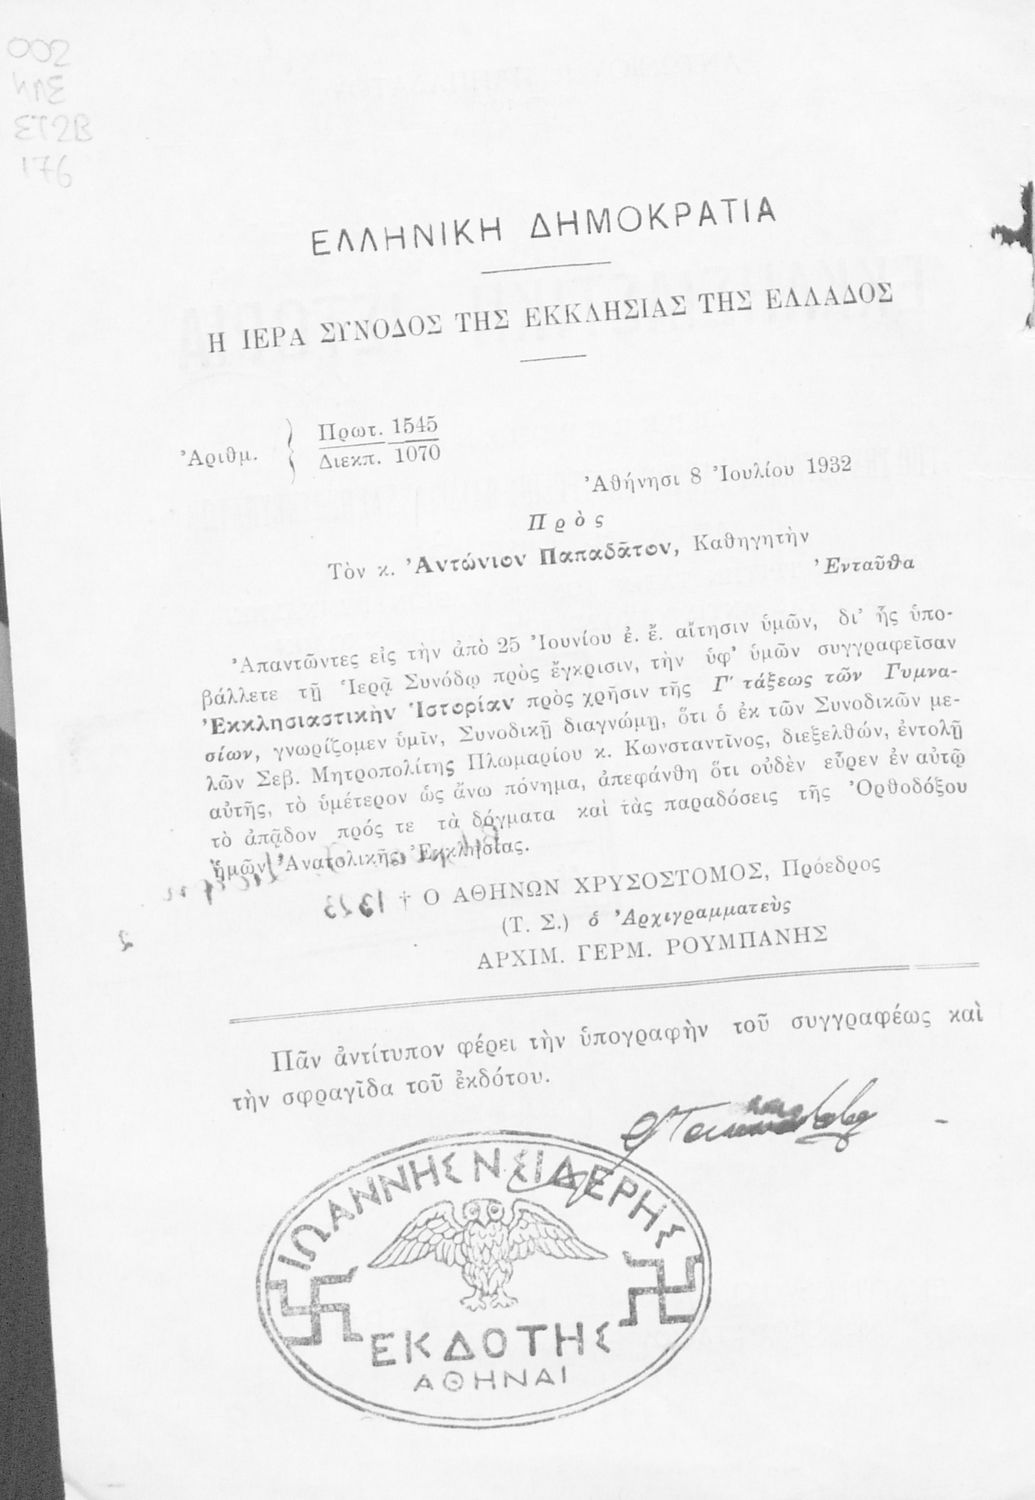 002
ΚΛΣ
ΣΤ2Β
176
ΕΛΛΗΝΙΚΗ ΔΗΜΟΚΡΑΤΙΑ
Η ΙΕΡΑ ΣΥΝΟΔΟΣ ΤΗΣ ΕΚΚΛΗΣΙΑΣ ΤΗΣ ΕΛΛΑΔΟΣ
Πρωτ. 1545
Ἀριθμ.
Διεκπ. 1070
Ἀθήνησι 8 Ἰουλίου 1932
Πρὸς
Τὸν κ. Ἀντώνιον Παπαδᾶτον, Καθηγητὴν
Ἐνταῦθα
Ἀπαντῶντες εἰς τὴν ἀπὸ 25 Ἰουνίου ἐ. ἔ. αἴτησιν ὑμῶν, δι' ἧς ὑπο-
βάλλετε τῇ Ἱερᾷ Συνόδῳ πρὸς ἔγκρισιν, τὴν ὑφ' ὑμῶν συγγραφεῖσαν
Ἐκκλησιαστικὴν Ἱστορίαν πρὸς χρῆσιν τῆς Γ' τάξεως τῶν Γυμνα-
σίων, γνωρίζομεν ὑμῖν, Συνοδικῇ διαγνώμῃ, ὅτι ὁ ἐκ τῶν Συνοδικῶν με-
λῶν Σεβ. Μητροπολίτης Πλωμαρίου κ. Κωνσταντῖνος, διεξελθών, ἐντολῇ
αὐτῆς, τὸ ὑμέτερον ὡς ἄνω πόνημα, ἀπεφάνθη ὅτι οὐδὲν εὗρεν ἐν αὐτῷ
τὸ ἀπᾷδον πρός τε τὰ δόγματα καὶ τὰς παραδόσεις τῆς Ὀρθοδόξου
ἡμῶν Ἀνατολικῆς Ἐκκλησίας.
† Ο ΑΘΗΝΩΝ ΧΡΥΣΟΣΤΟΜΟΣ, Πρόεδρος
(Τ. Σ.) ὁ Ἀρχιγραμματεὺς
ΑΡΧΙΜ. ΓΕΡΜ. ΡΟΥΜΠΑΝΗΣ
Πᾶν ἀντίτυπον φέρει τὴν ὑπογραφὴν τοῦ συγγραφέως καὶ
τὴν σφραγῖδα τοῦ ἐκδότου.
ΙΩΑΝΝΗΣ Ν ΣΙΔΕΡΗΣ
ΕΚΔΟΤΗΣ
ΑΘΗΝΑΙ